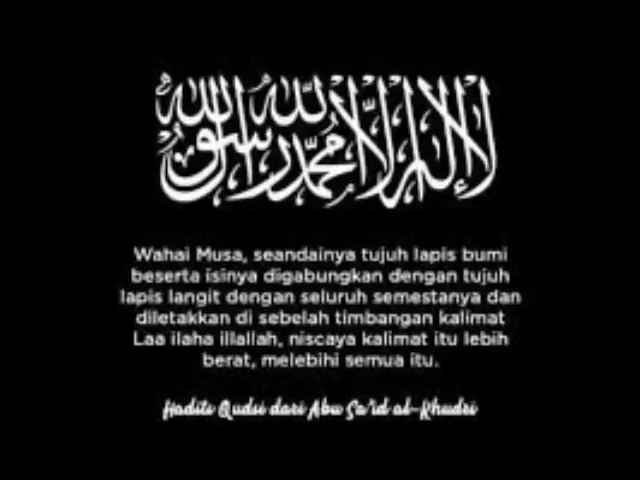 لا إله إلا الله محمد رسول الله
Wahai Musa, seandainya tujuh lapis bumi
beserta isinya digabungkan dengan tujuh
lapis langit dengan seluruh semestanya dan
diletakkan di sebelah timbangan kalimat
Laa ilaha illallah, niscaya kalimat itu lebih
berat, melebihi semua itu.
Hadits Qudsi dari Abu Sa'id al-Khudri